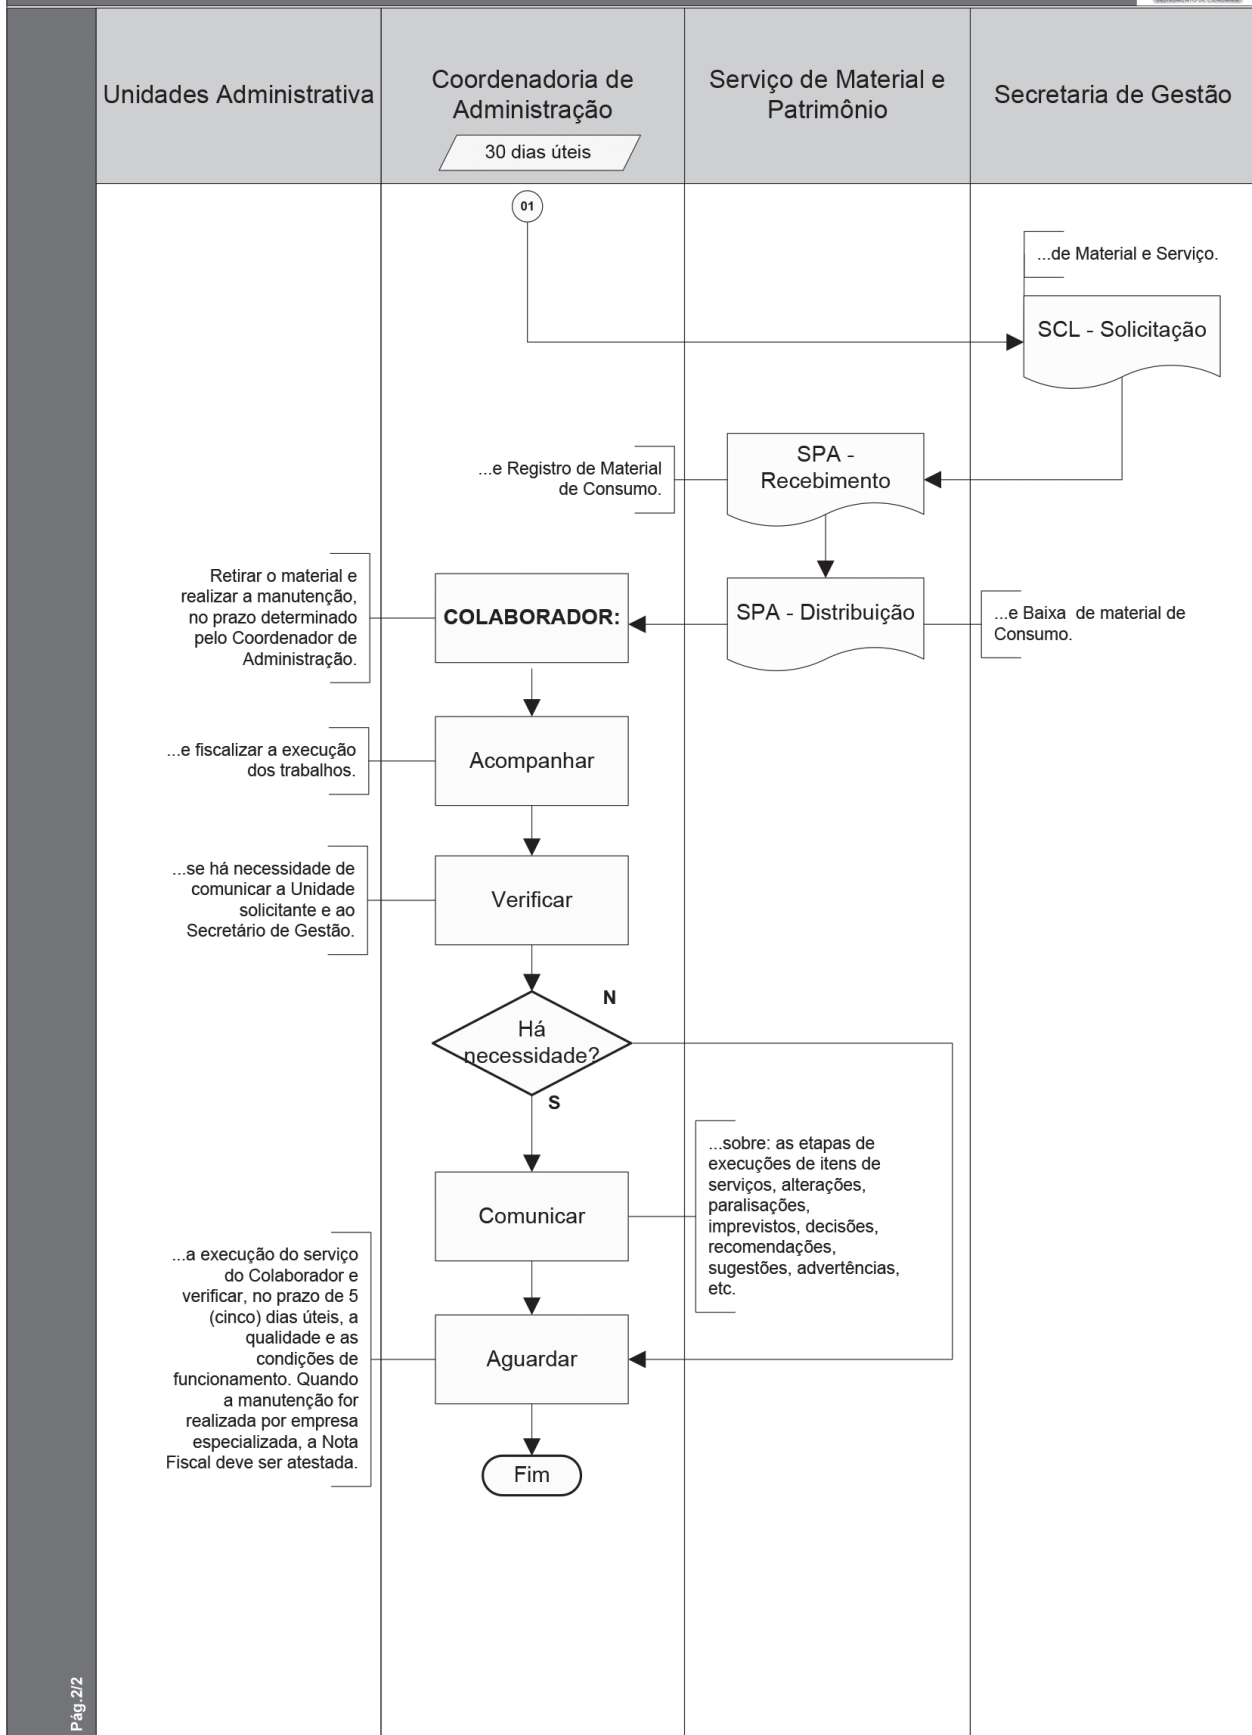 Unidades Administrativa
Coordenadoria de
Administração
30 dias úteis
Serviço de Material e
Patrimônio
Secretaria de Gestão
01
...de Material e Serviço.
SCL - Solicitação
SPA -
Recebimento
...e Registro de Material
de Consumo.
SPA - Distribuição
...e Baixa  de material de
Consumo.
COLABORADOR:
Retirar o material e
realizar a manutenção,
no prazo determinado
pelo Coordenador de
Administração.
Acompanhar
...e fiscalizar a execução
dos trabalhos.
Verificar
...se há necessidade de
comunicar a Unidade
solicitante e ao
Secretário de Gestão.
Há
necessidade?
N
S
Comunicar
...sobre: as etapas de
execuções de itens de
serviços, alterações,
paralisações,
imprevistos, decisões,
recomendações,
sugestões, advertências,
etc.
Aguardar
...a execução do serviço
do Colaborador e
verificar, no prazo de 5
(cinco) dias úteis, a
qualidade e as
condições de
funcionamento. Quando
a manutenção for
realizada por empresa
especializada, a Nota
Fiscal deve ser atestada.
Fim
Pág.2/2